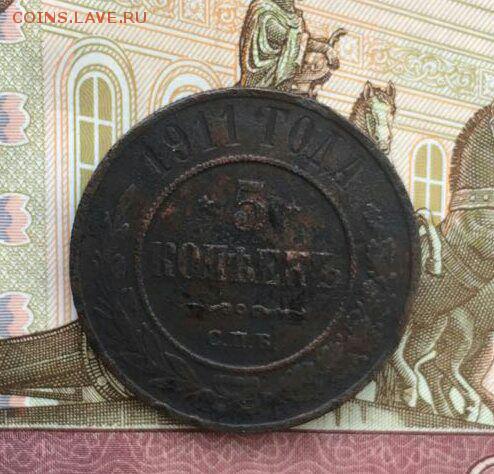 COINS.LAVE.RU
1911 ГОДА
5
КОПѢЕКЪ
С.П.Б.